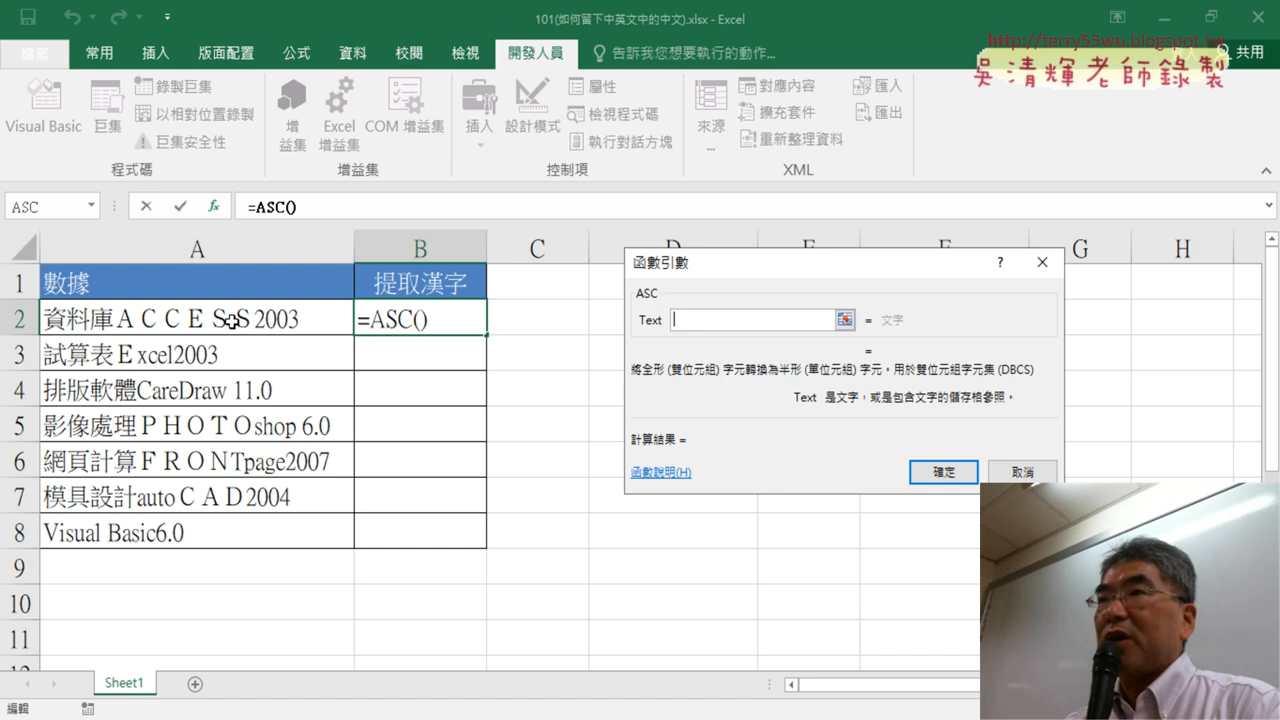 101(如何留下中英文中的中文).xlsx - Excel
http://terry55wu.blogspot.tw
吳清輝老師錄製
檔案 常用 插入 版面配置 公式 資料 校閱 檢視 開發人員 告訴我您想要執行的動作... 共用
Visual Basic 巨集 錄製巨集 以相對位置錄製 巨集安全性
增益集 Excel 增益集 COM 增益集
插入 設計模式 屬性 檢視程式碼 執行對話方塊
來源... 對應內容 擴充套件 重新整理資料 匯入 匯出
程式碼 增益集 控制項 XML
ASC fx =ASC()
A B C D E F G H
1 數據 提取漢字
2 資料庫ＡＣＣＥＳＳ2003 =ASC()
3 試算表Ｅxcel2003
4 排版軟體CareDraw 11.0
5 影像處理ＰＨＯＴＯshop 6.0
6 網頁計算ＦＲＯＮTpage2007
7 模具設計autoＣＡＤ2004
8 Visual Basic6.0
9
10
11
12
函數引數 ?
ASC
Text = 文字
=
將全形 (雙位元組) 字元轉換為半形 (單位元組) 字元。用於雙位元組字元集 (DBCS)
Text 是文字，或是包含文字的儲存格參照。
計算結果 =
函數說明(H) 確定 取消
Sheet1
編輯